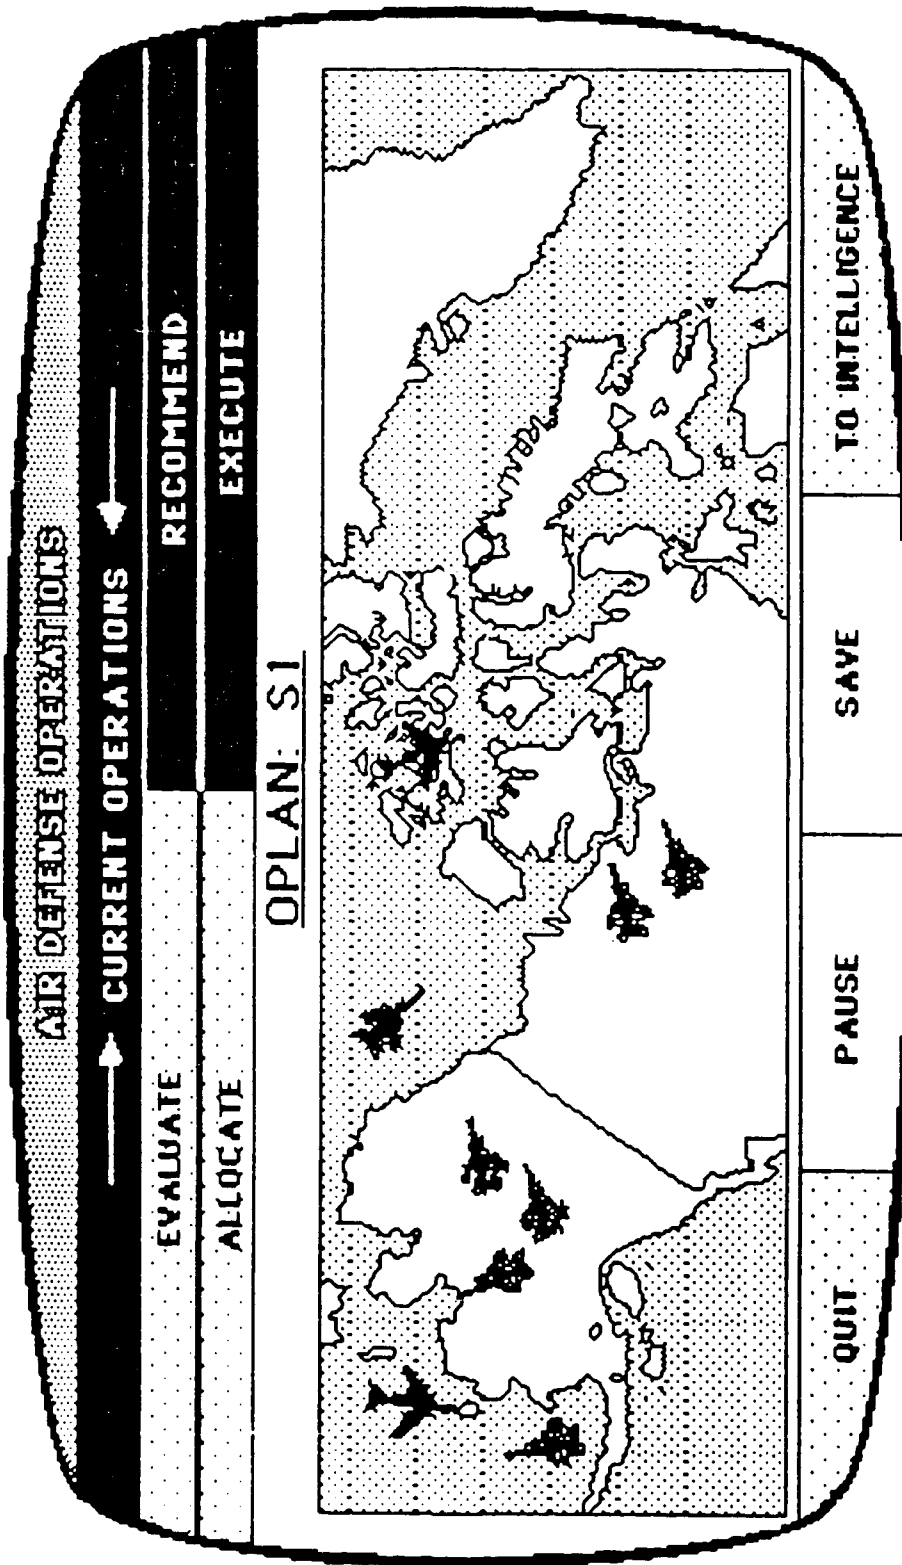 AIR DEFENSE OPERATIONS
CURRENT OPERATIONS
EVALUATE RECOMMEND
ALLOCATE EXECUTE
OPLAN: S1
QUIT PAUSE SAVE TO INTELLIGENCE